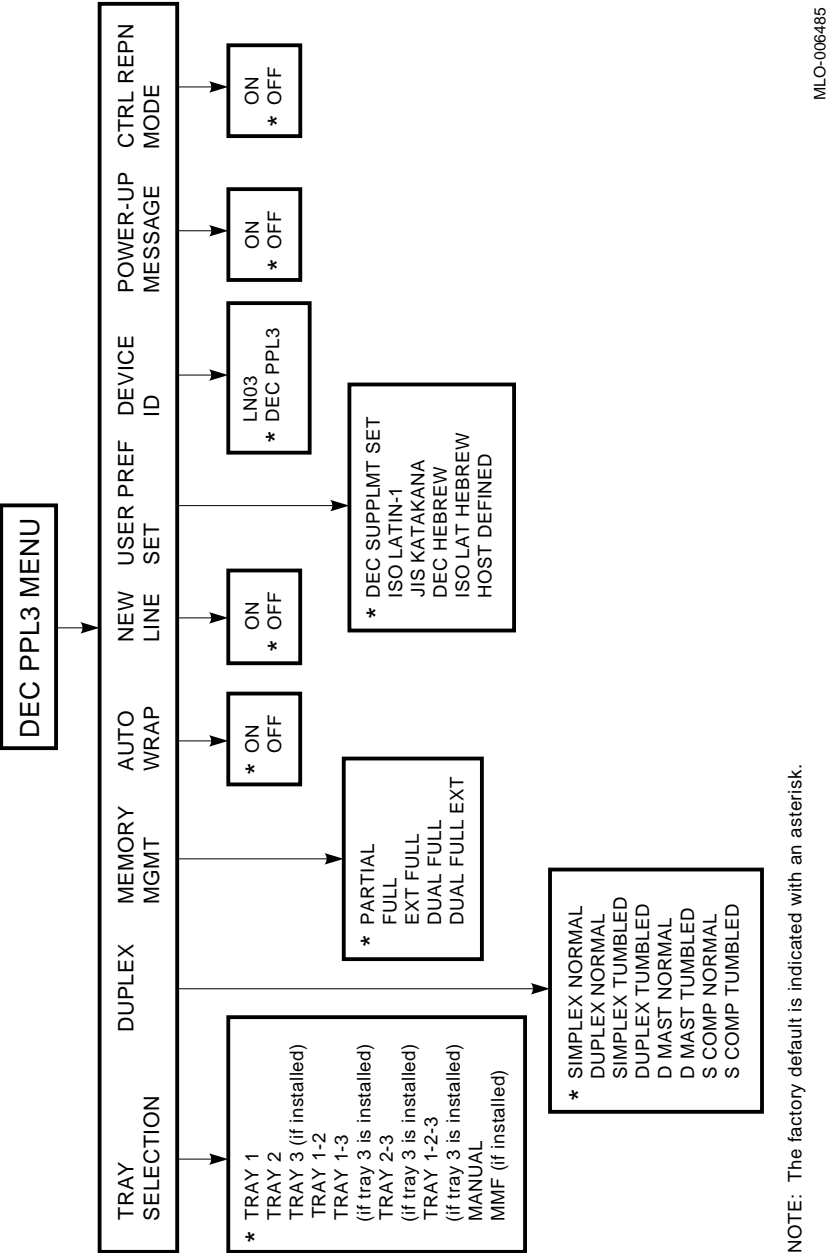 DEC PPL3 MENU
TRAY
SELECTION
DUPLEX
MEMORY
MGMT
AUTO
WRAP
NEW
LINE
USER PREF
SET
DEVICE
ID
POWER-UP
MESSAGE
CTRL REPN
MODE
* TRAY 1
TRAY 2
TRAY 3 (if installed)
TRAY 1-2
TRAY 1-3
(if tray 3 is installed)
TRAY 2-3
(if tray 3 is installed)
TRAY 1-2-3
(if tray 3 is installed)
MANUAL
MMF (if installed)
* SIMPLEX NORMAL
DUPLEX NORMAL
SIMPLEX TUMBLED
DUPLEX TUMBLED
D MAST NORMAL
D MAST TUMBLED
S COMP NORMAL
S COMP TUMBLED
* PARTIAL
FULL
EXT FULL
DUAL FULL
DUAL FULL EXT
* ON
OFF
ON
* OFF
* DEC SUPPLMT SET
ISO LATIN-1
JIS KATAKANA
DEC HEBREW
ISO LAT HEBREW
HOST DEFINED
LN03
* DEC PPL3
ON
* OFF
ON
* OFF
NOTE: The factory default is indicated with an asterisk.
MLO-006485